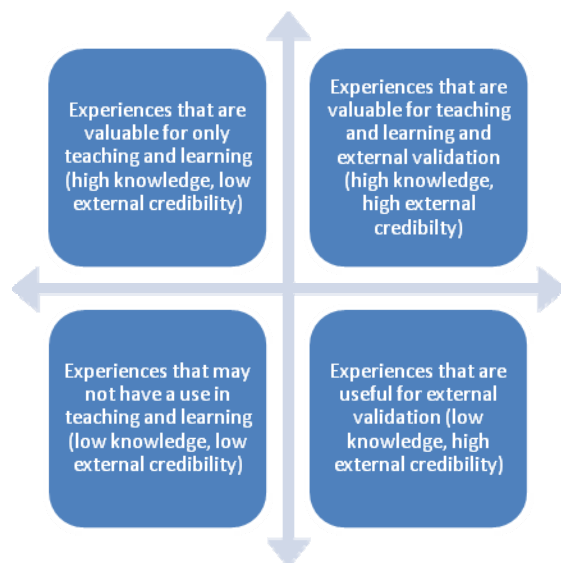 Experiences that are
valuable for only
teaching and learning
(high knowledge, low
external credibility)
Experiences that are
valuable for teaching
and learning and
external validation
(high knowledge,
high external
credibilty)
Experiences that may
not have a use in
teaching and learning
(low knowledge, low
external credibility)
Experiences that are
useful for external
validation (low
knowledge, high
external credibility)